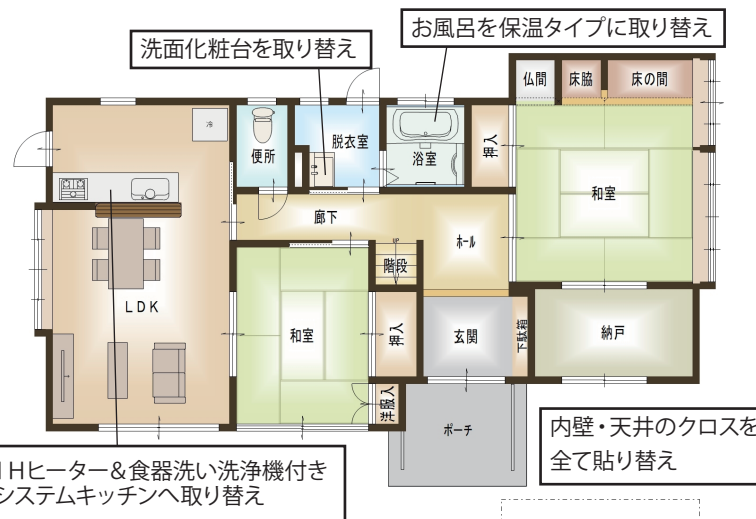 お風呂を保温タイプに取り替え
洗面化粧台を取り替え
仏間
床脇
床の間
冷
便所
脱衣室
浴室
押入
和室
廊下
ホール
UP
階段
LDK
和室
押入
玄関
下駄箱
納戸
洋服入
ポーチ
内壁・天井のクロスを
全て貼り替え
IHヒーター&食器洗い洗浄機付き
システムキッチンへ取り替え